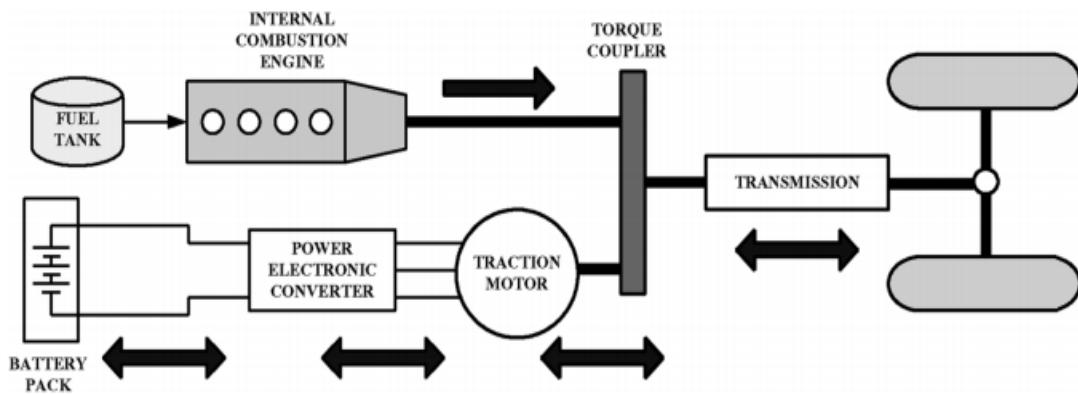 INTERNAL
COMBUSTION
ENGINE
TORQUE
COUPLER
FUEL
TANK
TRANSMISSION
POWER
ELECTRONIC
CONVERTER
TRACTION
MOTOR
BATTERY
PACK